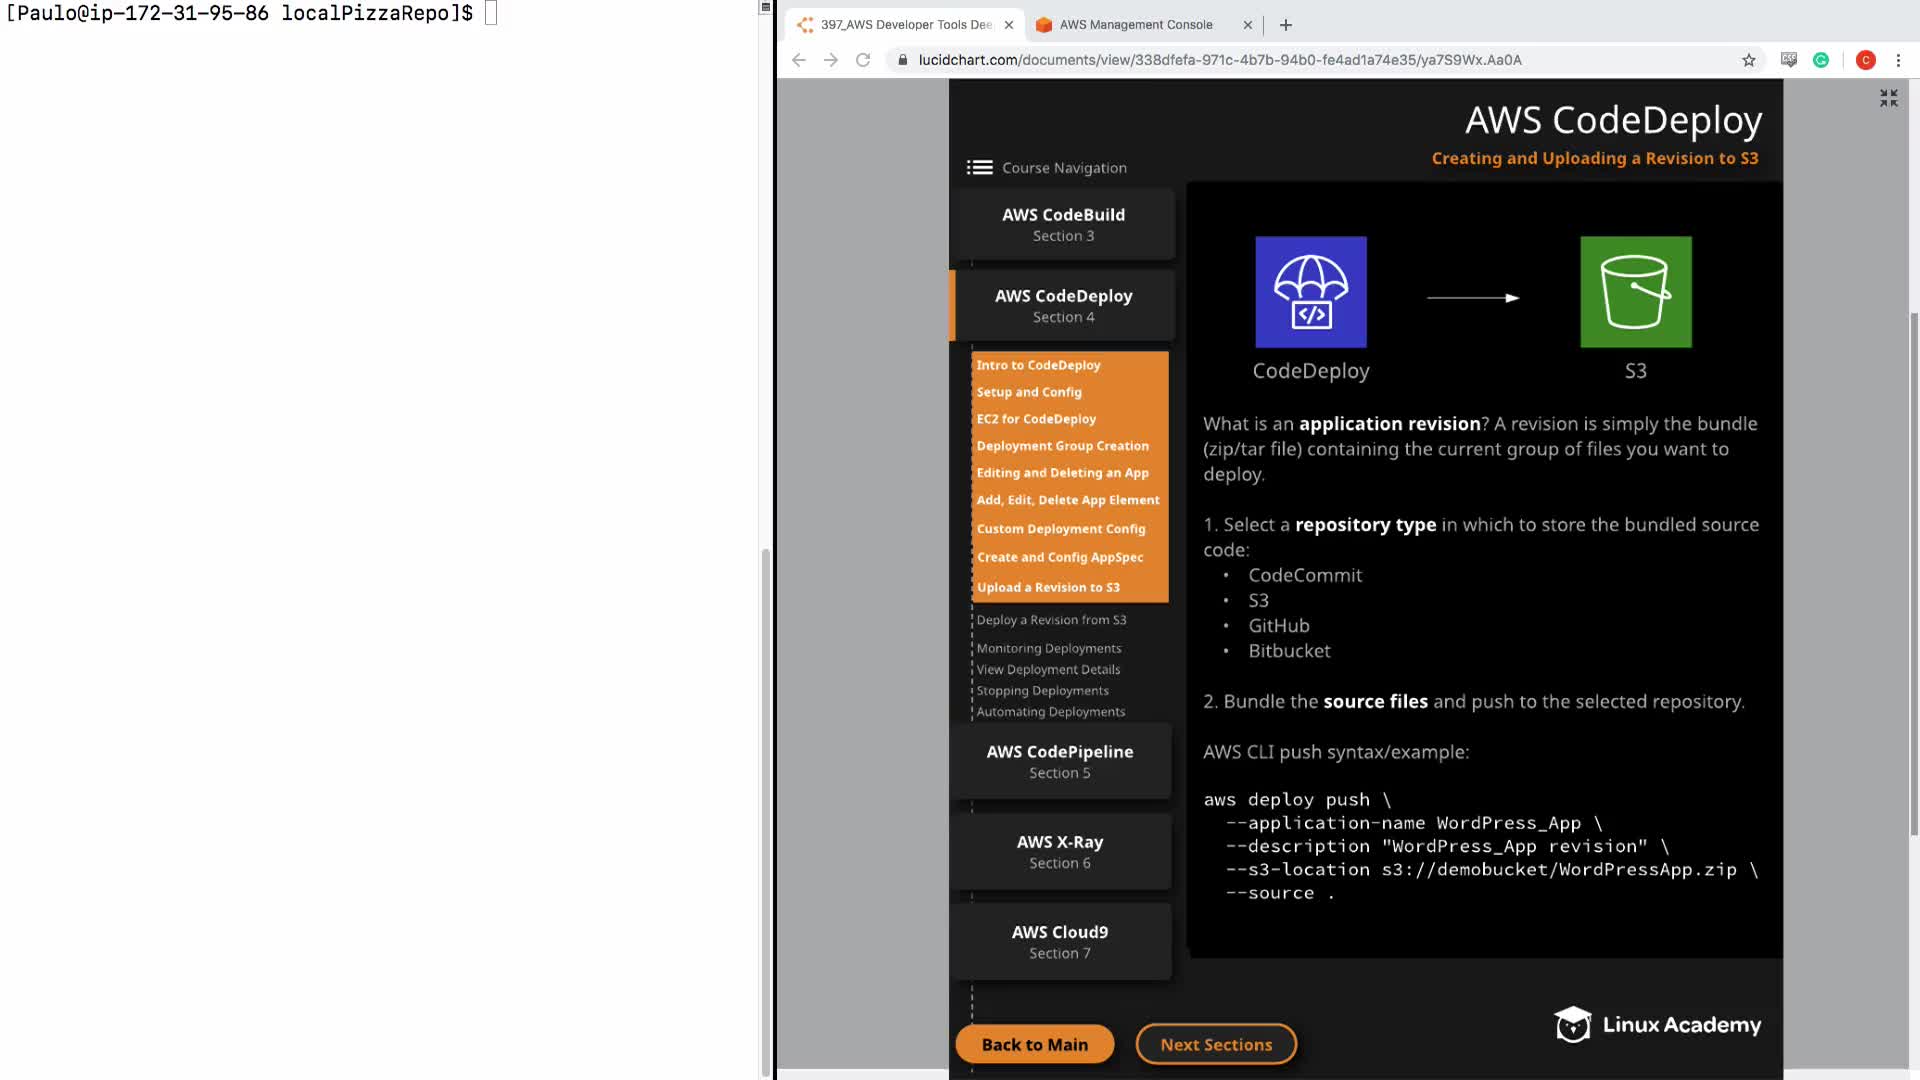 [Paulo@ip-172-31-95-86 localPizzaRepo]$
397_AWS Developer Tools Dee
AWS Management Console
lucidchart.com/documents/view/338dfefa-971c-4b7b-94b0-fe4ad1a74e35/ya7S9Wx.Aa0A
C
AWS CodeDeploy
Creating and Uploading a Revision to S3
Course Navigation
AWS CodeBuild
Section 3
AWS CodeDeploy
Section 4
Intro to CodeDeploy
Setup and Config
EC2 for CodeDeploy
Deployment Group Creation
Editing and Deleting an App
Add, Edit, Delete App Element
Custom Deployment Config
Create and Config AppSpec
Upload a Revision to S3
Deploy a Revision from S3
Monitoring Deployments
View Deployment Details
Stopping Deployments
Automating Deployments
AWS CodePipeline
Section 5
AWS X-Ray
Section 6
AWS Cloud9
Section 7
Back to Main
Next Sections
CodeDeploy
S3
What is an application revision? A revision is simply the bundle
(zip/tar file) containing the current group of files you want to
deploy.
1. Select a repository type in which to store the bundled source
code:
• CodeCommit
• S3
• GitHub
• Bitbucket
2. Bundle the source files and push to the selected repository.
AWS CLI push syntax/example:
aws deploy push \
--application-name WordPress_App \
--description "WordPress_App revision" \
--s3-location s3://demobucket/WordPressApp.zip \
--source .
Linux Academy